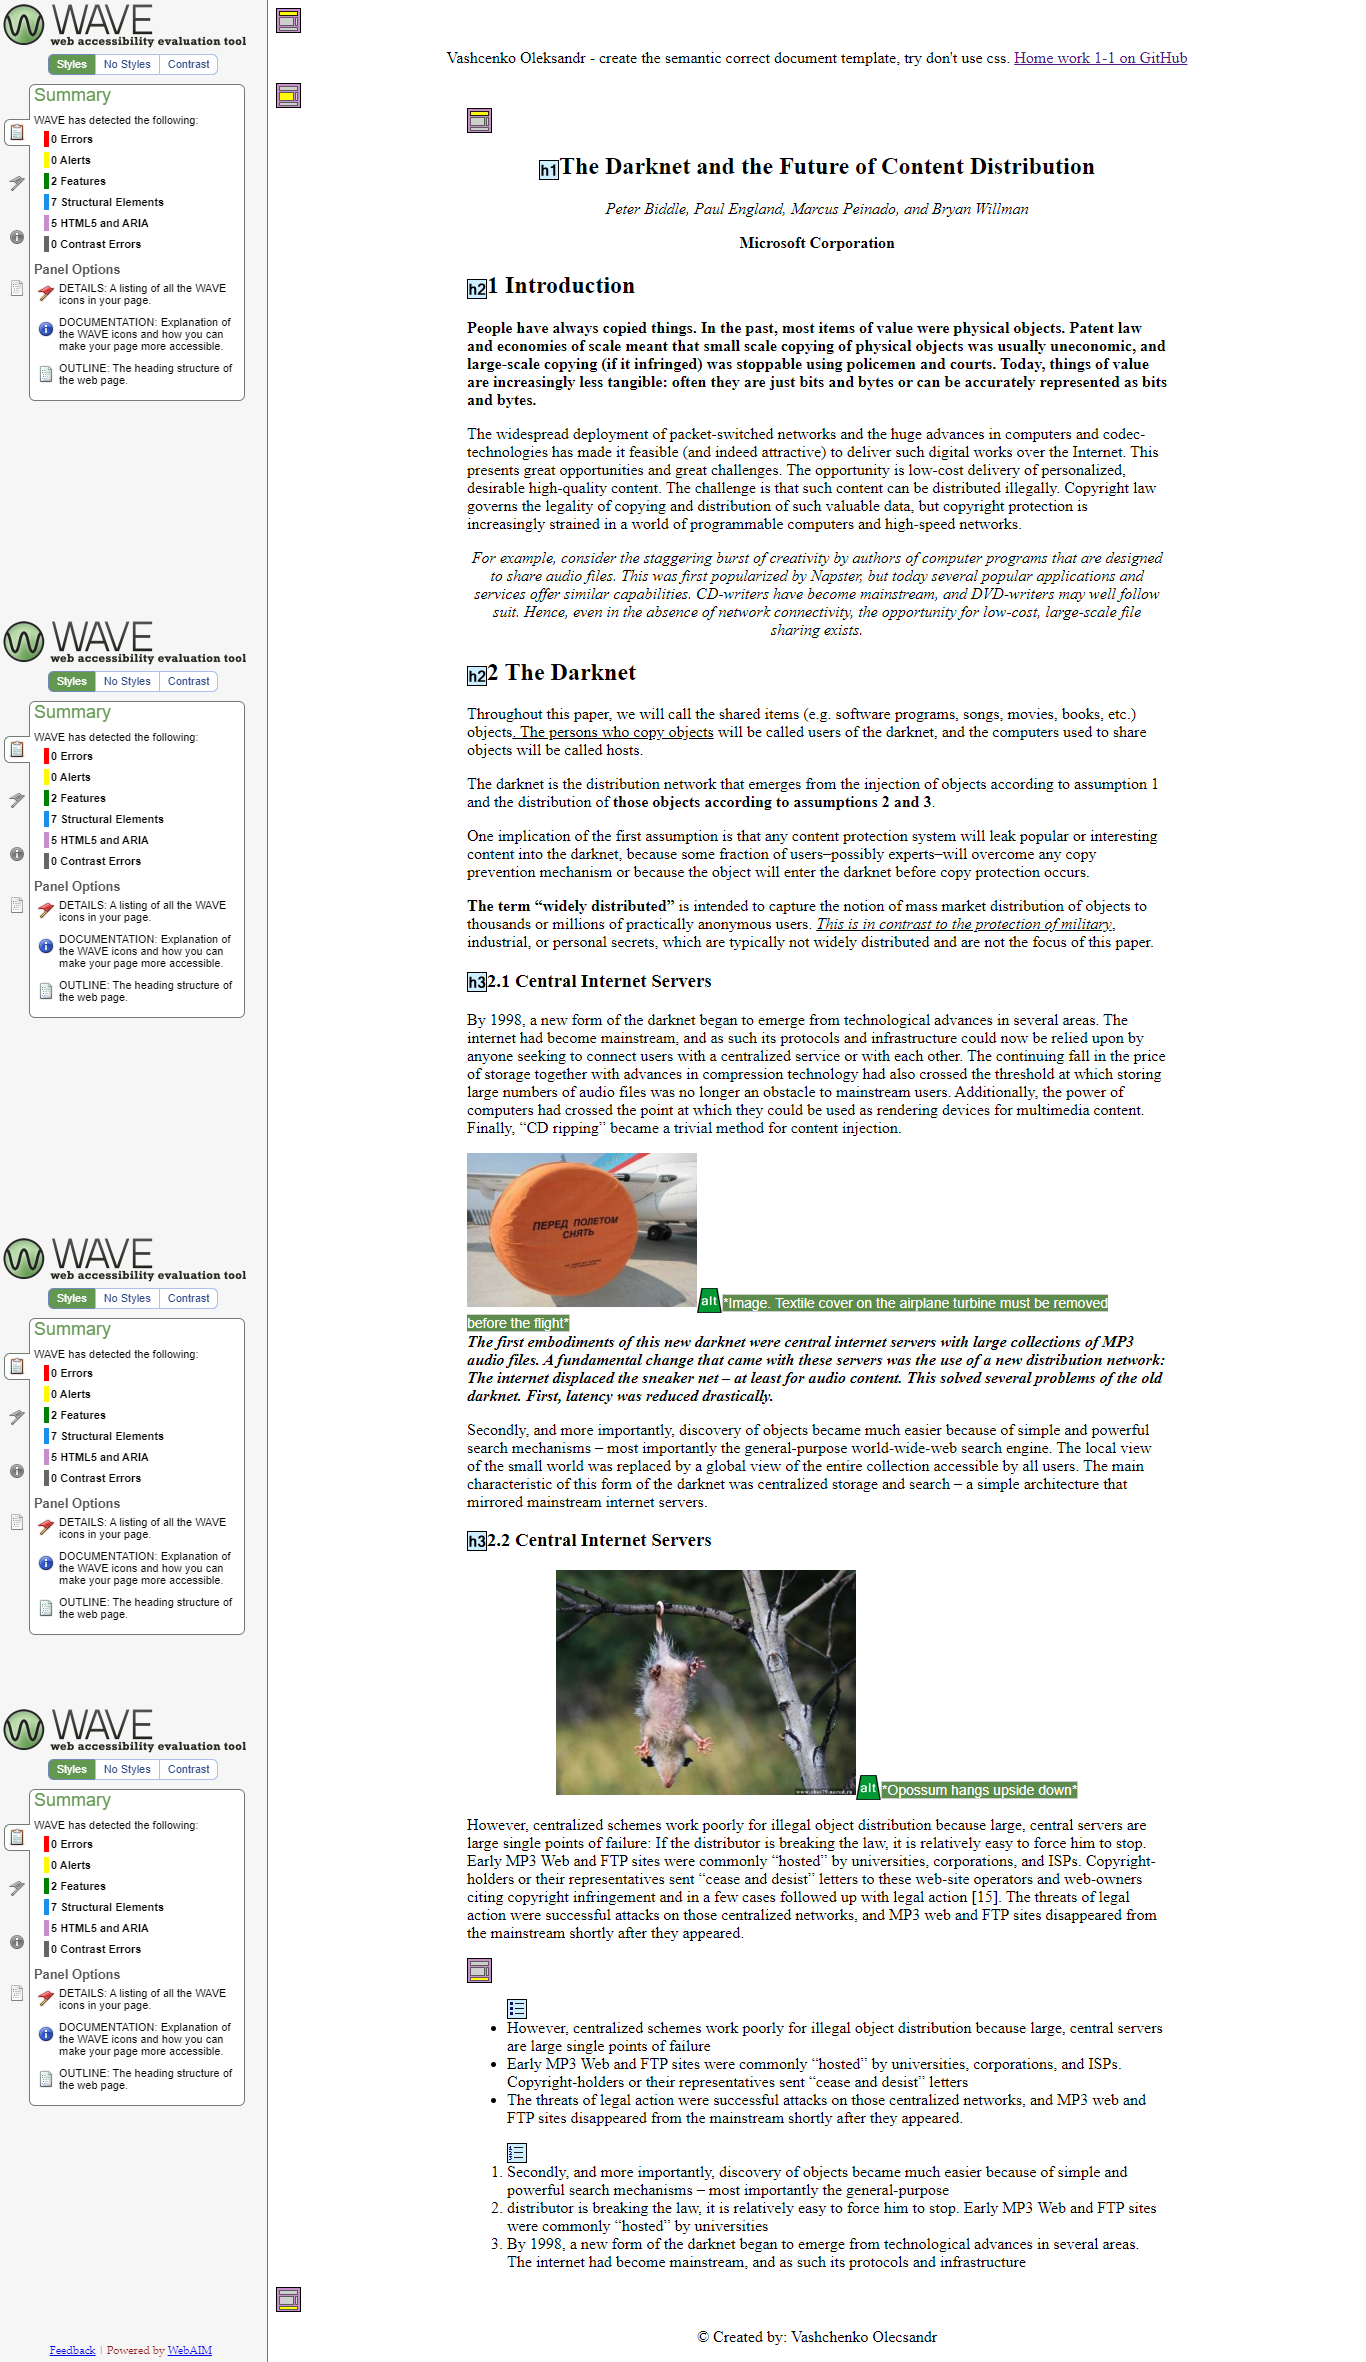 WAVE
web accessibility evaluation tool
Styles No Styles Contrast
Summary
WAVE has detected the following:
0 Errors
0 Alerts
2 Features
7 Structural Elements
5 HTML5 and ARIA
0 Contrast Errors
Panel Options
DETAILS: A listing of all the WAVE
icons in your page.
DOCUMENTATION: Explanation of
the WAVE icons and how you can
make your page more accessible.
OUTLINE: The heading structure of
the web page.
WAVE
web accessibility evaluation tool
Styles No Styles Contrast
Summary
WAVE has detected the following:
0 Errors
0 Alerts
2 Features
7 Structural Elements
5 HTML5 and ARIA
0 Contrast Errors
Panel Options
DETAILS: A listing of all the WAVE
icons in your page.
DOCUMENTATION: Explanation of
the WAVE icons and how you can
make your page more accessible.
OUTLINE: The heading structure of
the web page.
WAVE
web accessibility evaluation tool
Styles No Styles Contrast
Summary
WAVE has detected the following:
0 Errors
0 Alerts
2 Features
7 Structural Elements
5 HTML5 and ARIA
0 Contrast Errors
Panel Options
DETAILS: A listing of all the WAVE
icons in your page.
DOCUMENTATION: Explanation of
the WAVE icons and how you can
make your page more accessible.
OUTLINE: The heading structure of
the web page.
WAVE
web accessibility evaluation tool
Styles No Styles Contrast
Summary
WAVE has detected the following:
0 Errors
0 Alerts
2 Features
7 Structural Elements
5 HTML5 and ARIA
0 Contrast Errors
Panel Options
DETAILS: A listing of all the WAVE
icons in your page.
DOCUMENTATION: Explanation of
the WAVE icons and how you can
make your page more accessible.
OUTLINE: The heading structure of
the web page.
Feedback | Powered by WebAIM
Vashcenko Oleksandr - create the semantic correct document template, try don't use css. Home work 1-1 on GitHub
h1 The Darknet and the Future of Content Distribution
Peter Biddle, Paul England, Marcus Peinado, and Bryan Willman
Microsoft Corporation
h2 1 Introduction
People have always copied things. In the past, most items of value were physical objects. Patent law
and economies of scale meant that small scale copying of physical objects was usually uneconomic, and
large-scale copying (if it infringed) was stoppable using policemen and courts. Today, things of value
are increasingly less tangible: often they are just bits and bytes or can be accurately represented as bits
and bytes.
The widespread deployment of packet-switched networks and the huge advances in computers and codec-
technologies has made it feasible (and indeed attractive) to deliver such digital works over the Internet. This
presents great opportunities and great challenges. The opportunity is low-cost delivery of personalized,
desirable high-quality content. The challenge is that such content can be distributed illegally. Copyright law
governs the legality of copying and distribution of such valuable data, but copyright protection is
increasingly strained in a world of programmable computers and high-speed networks.
For example, consider the staggering burst of creativity by authors of computer programs that are designed
to share audio files. This was first popularized by Napster, but today several popular applications and
services offer similar capabilities. CD-writers have become mainstream, and DVD-writers may well follow
suit. Hence, even in the absence of network connectivity, the opportunity for low-cost, large-scale file
sharing exists.
h2 2 The Darknet
Throughout this paper, we will call the shared items (e.g. software programs, songs, movies, books, etc.)
objects. The persons who copy objects will be called users of the darknet, and the computers used to share
objects will be called hosts.
The darknet is the distribution network that emerges from the injection of objects according to assumption 1
and the distribution of those objects according to assumptions 2 and 3.
One implication of the first assumption is that any content protection system will leak popular or interesting
content into the darknet, because some fraction of users–possibly experts–will overcome any copy
prevention mechanism or because the object will enter the darknet before copy protection occurs.
The term “widely distributed” is intended to capture the notion of mass market distribution of objects to
thousands or millions of practically anonymous users. This is in contrast to the protection of military,
industrial, or personal secrets, which are typically not widely distributed and are not the focus of this paper.
h3 2.1 Central Internet Servers
By 1998, a new form of the darknet began to emerge from technological advances in several areas. The
internet had become mainstream, and as such its protocols and infrastructure could now be relied upon by
anyone seeking to connect users with a centralized service or with each other. The continuing fall in the price
of storage together with advances in compression technology had also crossed the threshold at which storing
large numbers of audio files was no longer an obstacle to mainstream users. Additionally, the power of
computers had crossed the point at which they could be used as rendering devices for multimedia content.
Finally, “CD ripping” became a trivial method for content injection.
ПЕРЕД ПОЛЕТОМ
СНЯТЬ
alt *Image. Textile cover on the airplane turbine must be removed
before the flight*
The first embodiments of this new darknet were central internet servers with large collections of MP3
audio files. A fundamental change that came with these servers was the use of a new distribution network:
The internet displaced the sneaker net – at least for audio content. This solved several problems of the old
darknet. First, latency was reduced drastically.
Secondly, and more importantly, discovery of objects became much easier because of simple and powerful
search mechanisms – most importantly the general-purpose world-wide-web search engine. The local view
of the small world was replaced by a global view of the entire collection accessible by all users. The main
characteristic of this form of the darknet was centralized storage and search – a simple architecture that
mirrored mainstream internet servers.
h3 2.2 Central Internet Servers
alt *Opossum hangs upside down*
However, centralized schemes work poorly for illegal object distribution because large, central servers are
large single points of failure: If the distributor is breaking the law, it is relatively easy to force him to stop.
Early MP3 Web and FTP sites were commonly “hosted” by universities, corporations, and ISPs. Copyright-
holders or their representatives sent “cease and desist” letters to these web-site operators and web-owners
citing copyright infringement and in a few cases followed up with legal action [15]. The threats of legal
action were successful attacks on those centralized networks, and MP3 web and FTP sites disappeared from
the mainstream shortly after they appeared.
• However, centralized schemes work poorly for illegal object distribution because large, central servers
are large single points of failure
• Early MP3 Web and FTP sites were commonly “hosted” by universities, corporations, and ISPs.
Copyright-holders or their representatives sent “cease and desist” letters
• The threats of legal action were successful attacks on those centralized networks, and MP3 web and
FTP sites disappeared from the mainstream shortly after they appeared.
1. Secondly, and more importantly, discovery of objects became much easier because of simple and
powerful search mechanisms – most importantly the general-purpose
2. distributor is breaking the law, it is relatively easy to force him to stop. Early MP3 Web and FTP sites
were commonly “hosted” by universities
3. By 1998, a new form of the darknet began to emerge from technological advances in several areas.
The internet had become mainstream, and as such its protocols and infrastructure
© Created by: Vashchenko Olecsandr